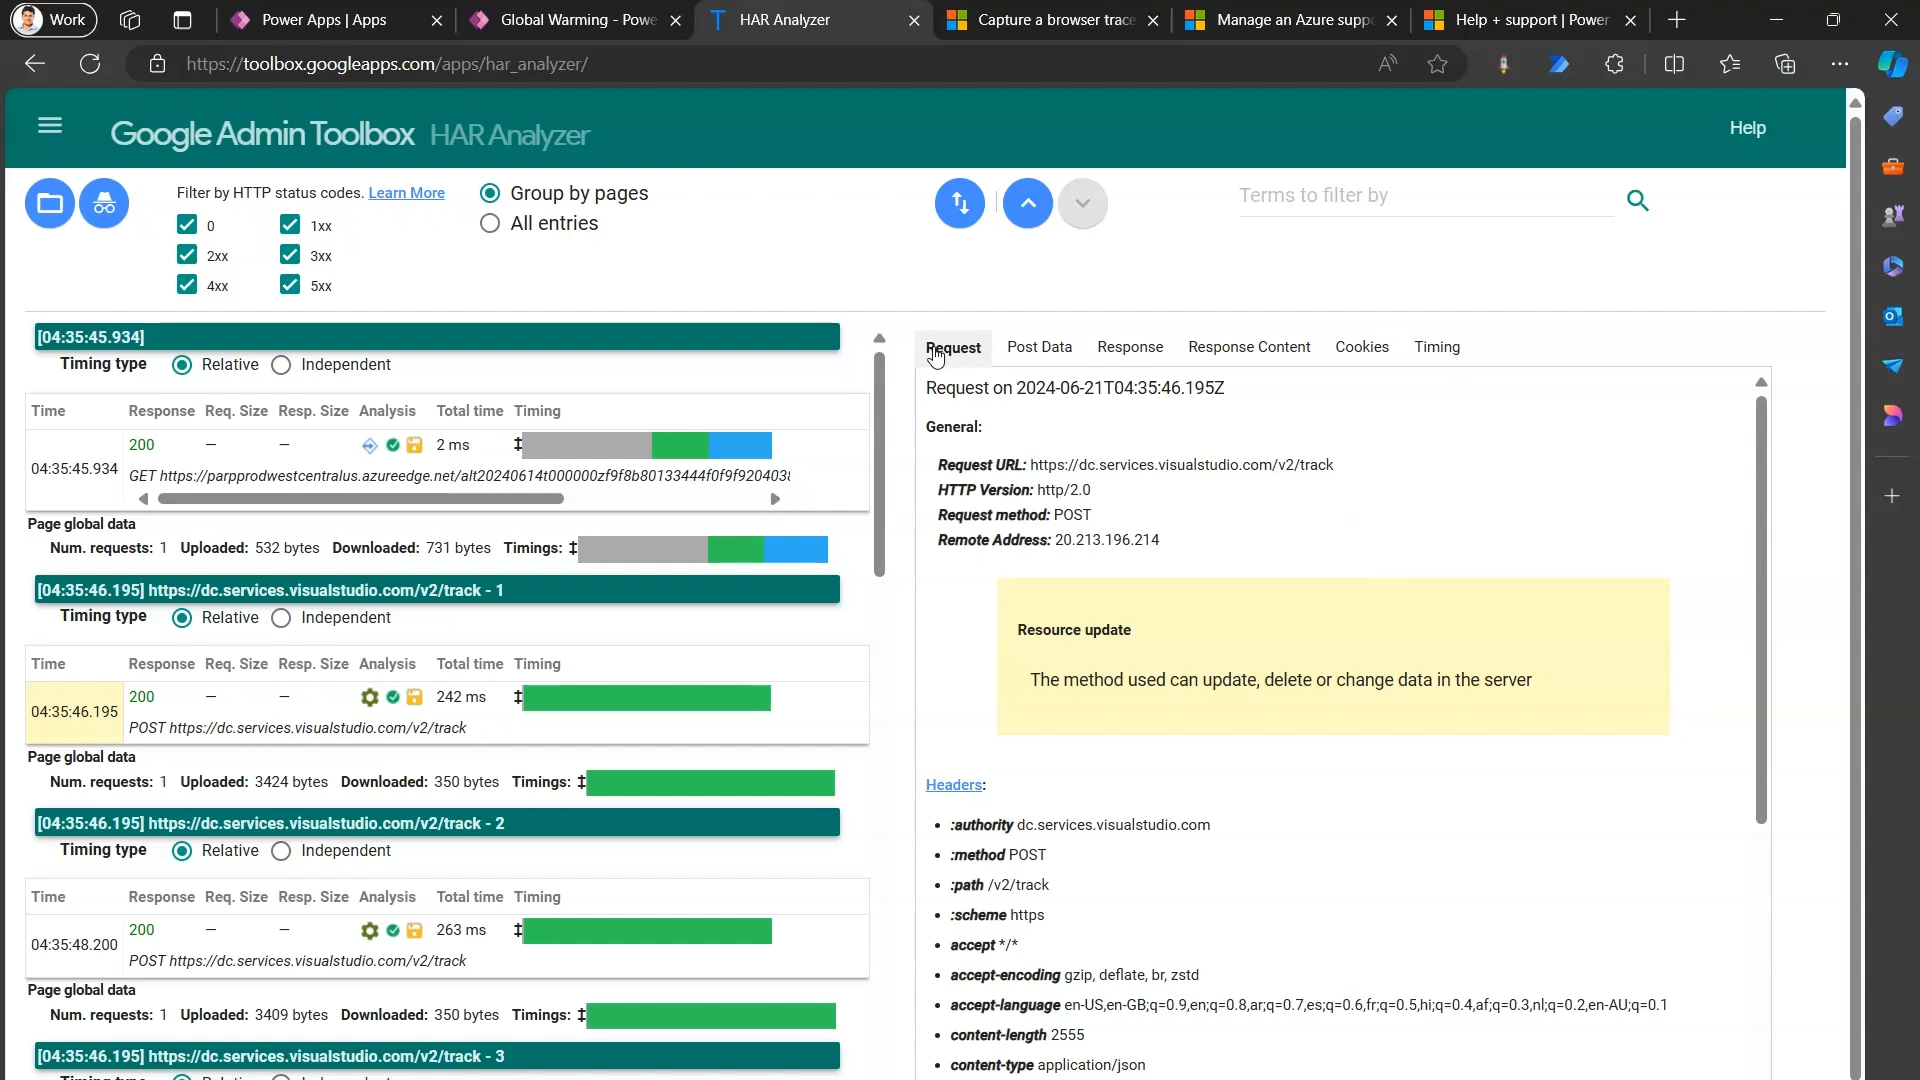 Work
Power Apps | Apps
Global Warming - Powe
HAR Analyzer
Capture a browser trace
Manage an Azure suppo
Help + support | Power
https://toolbox.googleapps.com/apps/har_analyzer/
Google Admin Toolbox HAR Analyzer
Help
Filter by HTTP status codes. Learn More
0 1xx
2xx 3xx
4xx 5xx
Group by pages
All entries
Terms to filter by
[04:35:45.934]
Timing type Relative Independent
Time Response Req. Size Resp. Size Analysis Total time Timing
04:35:45.934 200 — — 2 ms ‡
GET https://parpprodwestcentralus.azureedge.net/alt20240614t000000zf9f8b80133444f0f9f920403
Page global data
Num. requests: 1 Uploaded: 532 bytes Downloaded: 731 bytes Timings: ‡
[04:35:46.195] https://dc.services.visualstudio.com/v2/track - 1
Timing type Relative Independent
Time Response Req. Size Resp. Size Analysis Total time Timing
04:35:46.195 200 — — 242 ms ‡
POST https://dc.services.visualstudio.com/v2/track
Page global data
Num. requests: 1 Uploaded: 3424 bytes Downloaded: 350 bytes Timings: ‡
[04:35:46.195] https://dc.services.visualstudio.com/v2/track - 2
Timing type Relative Independent
Time Response Req. Size Resp. Size Analysis Total time Timing
04:35:48.200 200 — — 263 ms ‡
POST https://dc.services.visualstudio.com/v2/track
Page global data
Num. requests: 1 Uploaded: 3409 bytes Downloaded: 350 bytes Timings: ‡
[04:35:46.195] https://dc.services.visualstudio.com/v2/track - 3
Request Post Data Response Response Content Cookies Timing
Request on 2024-06-21T04:35:46.195Z
General:
Request URL: https://dc.services.visualstudio.com/v2/track
HTTP Version: http/2.0
Request method: POST
Remote Address: 20.213.196.214
Resource update
The method used can update, delete or change data in the server
Headers:
• :authority dc.services.visualstudio.com
• :method POST
• :path /v2/track
• :scheme https
• accept */*
• accept-encoding gzip, deflate, br, zstd
• accept-language en-US,en-GB;q=0.9,en;q=0.8,ar;q=0.7,es;q=0.6,fr;q=0.5,hi;q=0.4,af;q=0.3,nl;q=0.2,en-AU;q=0.1
• content-length 2555
• content-type application/json